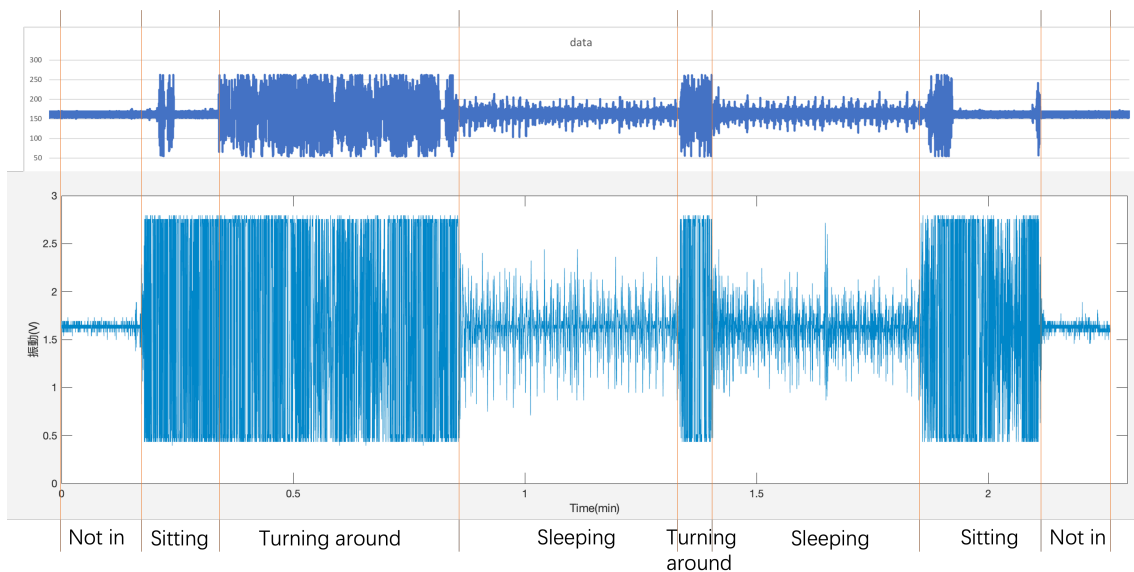 data
300
250
200
150
100
50
3
2.5
2
1.5
1
0.5
0
振動(V)
0 0.5 1 1.5 2
Time(min)
Not in Sitting Turning around Sleeping Turning around Sleeping Sitting Not in